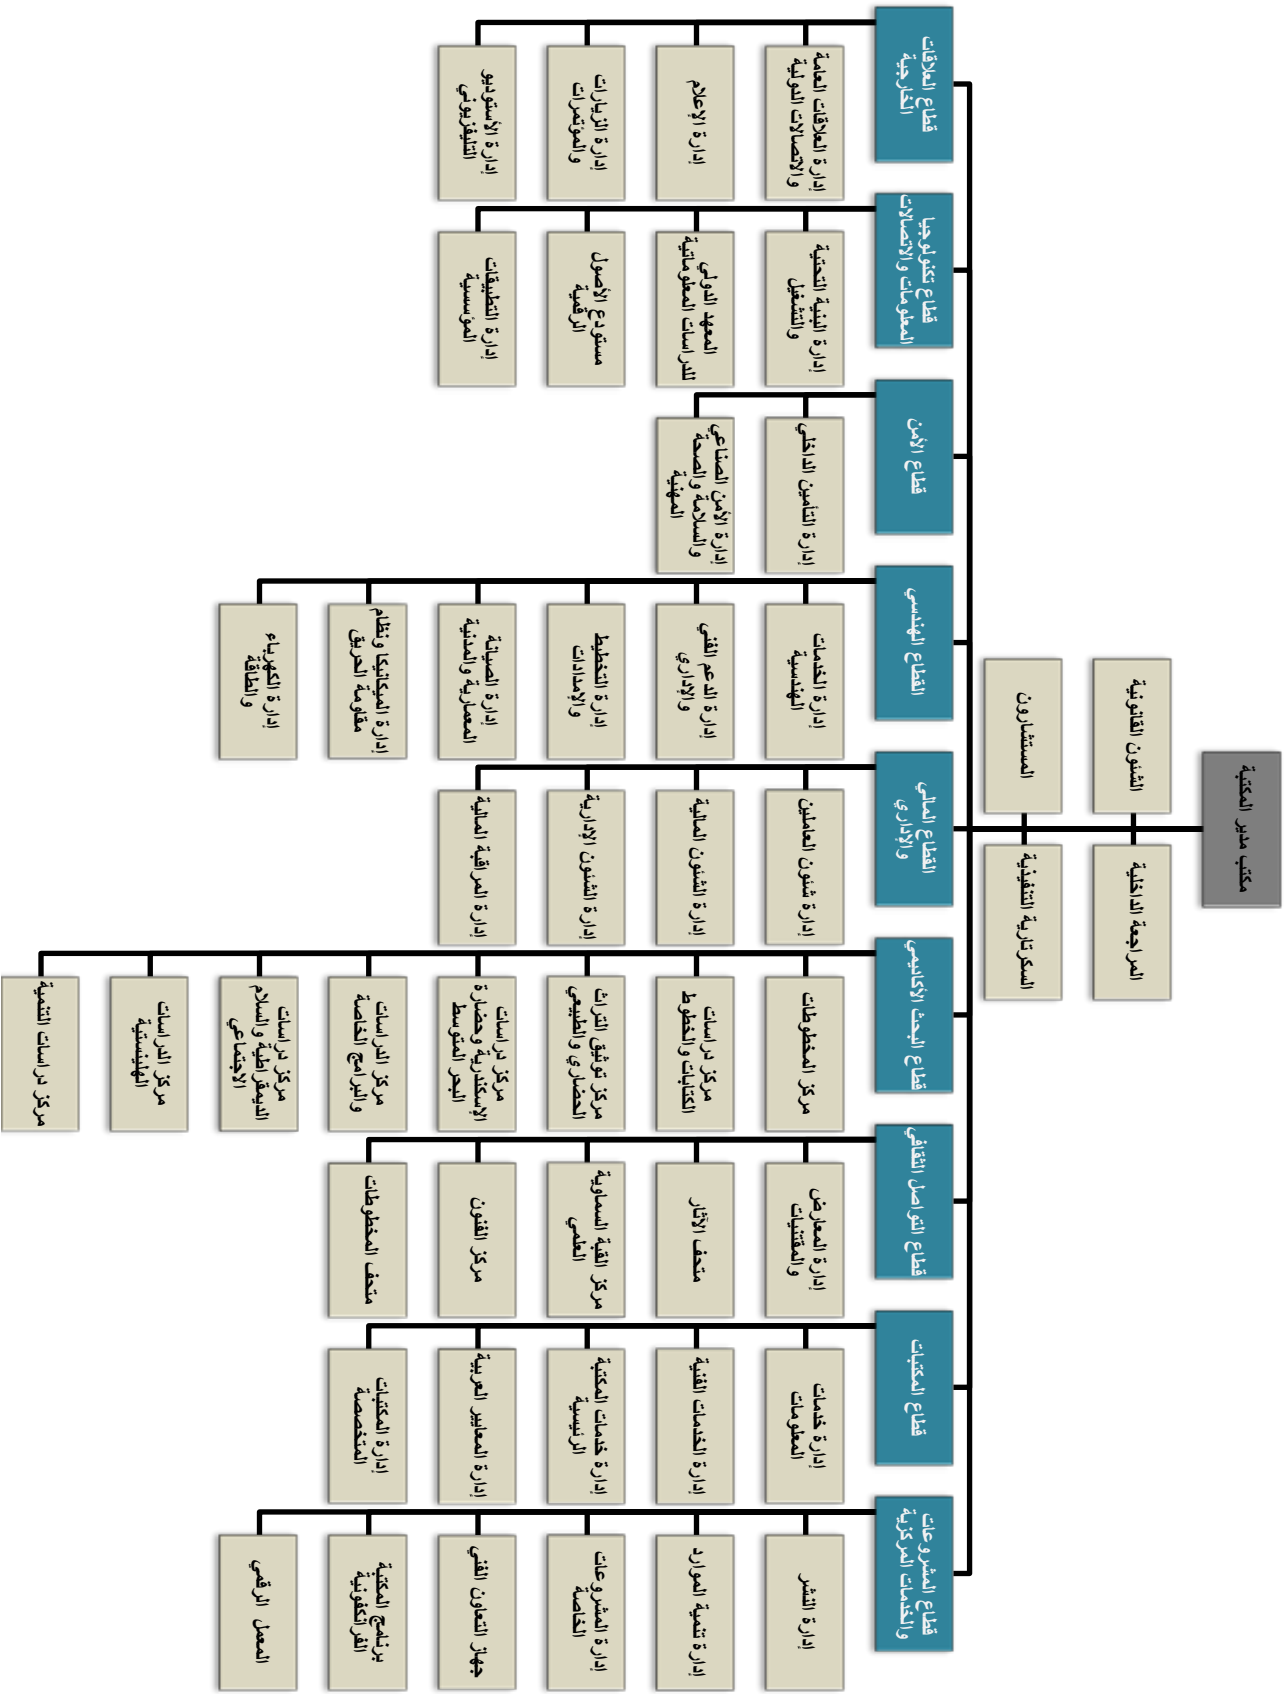 مكتب مدير المكتبة
المراجعة الداخلية
الشئون القانونية
السكرتارية التنفيذية
المستشارون
قطاع المشروعات
والخدمات المركزية
إدارة النشر
إدارة تنمية الموارد
إدارة المشروعات
الخاصة
جهاز التعاون الفني
برنامج المكتبة
الفرانكفونية
المعمل الرقمي
قطاع المكتبات
إدارة خدمات
المعلومات
إدارة الخدمات الفنية
إدارة خدمات المكتبة
الرئيسية
إدارة المعايير العربية
إدارة المكتبات
المتخصصة
قطاع التواصل الثقافي
إدارة المعارض
والمقتنيات
متحف الآثار
مركز القبة السماوية
العلمي
مركز الفنون
متحف المخطوطات
قطاع البحث الأكاديمي
مركز المخطوطات
مركز دراسات
الكتابات والخطوط
مركز توثيق التراث
الحضاري والطبيعي
مركز دراسات
الإسكندرية وحضارة
البحر المتوسط
مركز الدراسات
والبرامج الخاصة
مركز دراسات
الديمقراطية والسلام
الاجتماعي
مركز الدراسات
الهلينستية
مركز دراسات التنمية
القطاع المالي
والإداري
إدارة شئون العاملين
إدارة الشئون المالية
إدارة الشئون الإدارية
إدارة المراقبة المالية
القطاع الهندسي
إدارة الخدمات
الهندسية
إدارة الدعم الفني
والإداري
إدارة التخطيط
والإمدادات
إدارة الصيانة
المعمارية والمدنية
إدارة الميكانيكا ونظام
مقاومة الحريق
إدارة الكهرباء
والطاقة
قطاع الأمن
إدارة التأمين الداخلي
إدارة الأمن الصناعي
والسلامة والصحة
المهنية
قطاع تكنولوجيا
المعلومات والاتصالات
إدارة البنية التحتية
والتشغيل
المعهد الدولي
للدراسات المعلوماتية
مستودع الأصول
الرقمية
إدارة التطبيقات
المؤسسية
قطاع العلاقات
الخارجية
إدارة العلاقات العامة
والاتصالات الدولية
إدارة الإعلام
إدارة الزيارات
والمؤتمرات
إدارة الأستوديو
التليفزيوني